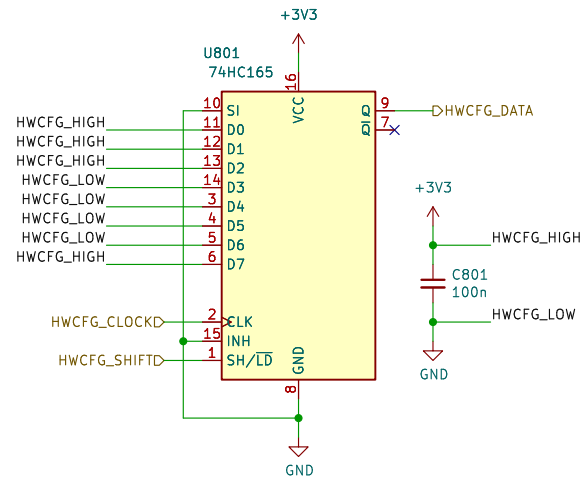 +3V3
U801
74HC165
16
VCC
10 SI
HWCFG_HIGH 11 D0
HWCFG_HIGH 12 D1
HWCFG_HIGH 13 D2
HWCFG_LOW 14 D3
HWCFG_LOW 3 D4
HWCFG_LOW 4 D5
HWCFG_LOW 5 D6
HWCFG_HIGH 6 D7
HWCFG_CLOCK 2 CLK
15 INH
HWCFG_SHIFT 1 SH/LD
GND
8
GND
Q 9 HWCFG_DATA
Q 7
+3V3
HWCFG_HIGH
C801
100n
HWCFG_LOW
GND